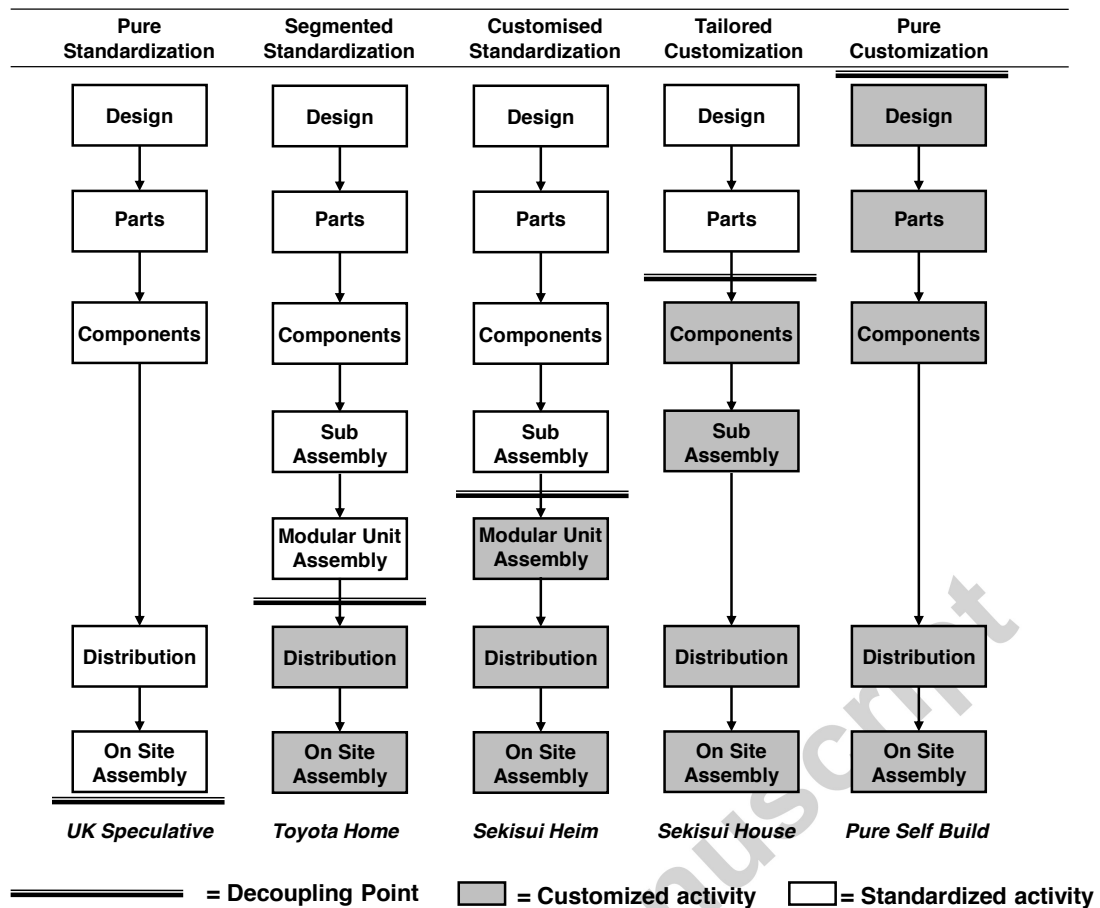 Pure
Standardization
Segmented
Standardization
Customised
Standardization
Tailored
Customization
Pure
Customization
Design
Design
Design
Design
Design
Parts
Parts
Parts
Parts
Parts
Components
Components
Components
Components
Components
Sub
Assembly
Sub
Assembly
Sub
Assembly
Modular Unit
Assembly
Modular Unit
Assembly
Distribution
Distribution
Distribution
Distribution
Distribution
On Site
Assembly
On Site
Assembly
On Site
Assembly
On Site
Assembly
On Site
Assembly
UK Speculative
Toyota Home
Sekisui Heim
Sekisui House
Pure Self Build
= Decoupling Point
= Customized activity
= Standardized activity